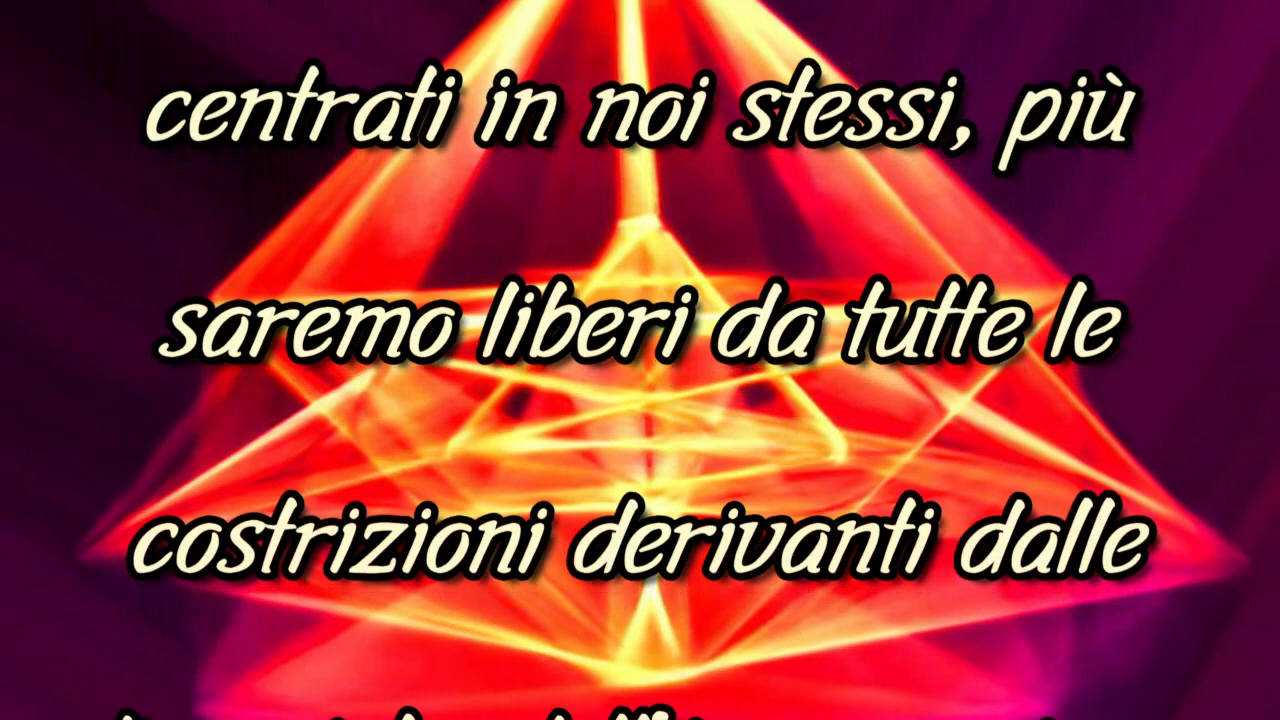 centrati in noi stessi, più
saremo liberi da tutte le
costrizioni derivanti dalle